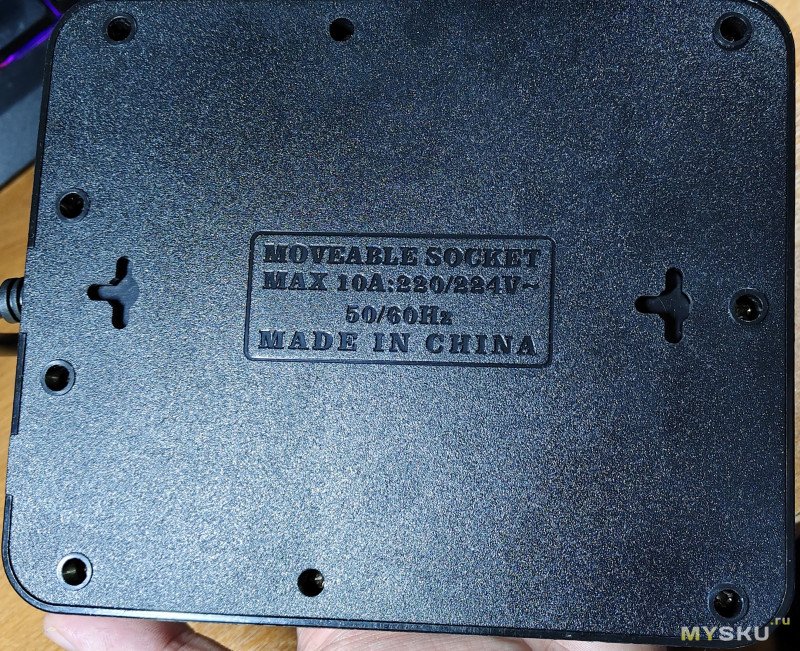 MOVEABLE SOCKET
MAX 10A:220/224V~
50/60Hz
MADE IN CHINA
MYSKU.ru